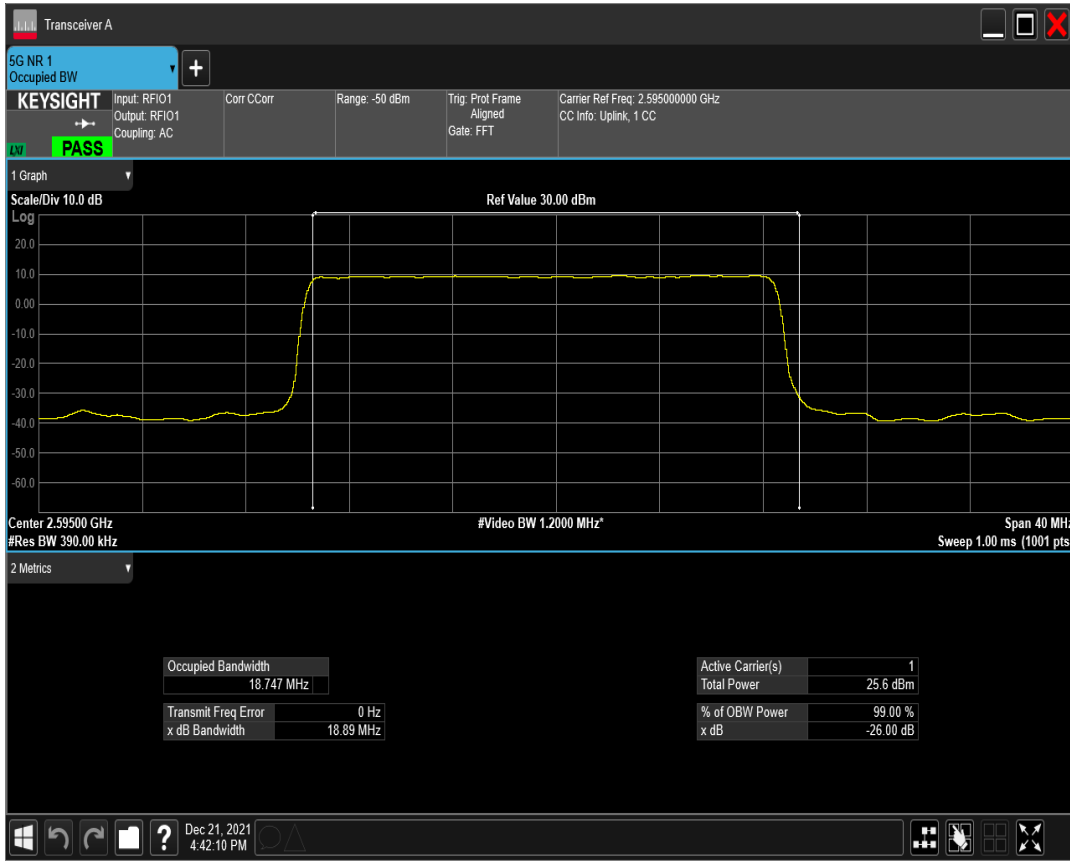 Transceiver A
5G NR 1
Occupied BW
KEYSIGHT
LXI
PASS
Input: RFIO1
Output: RFIO1
Coupling: AC
Corr CCorr
Range: -50 dBm
Trig: Prot Frame
Aligned
Gate: FFT
Carrier Ref Freq: 2.595000000 GHz
CC Info: Uplink, 1 CC
1 Graph
Scale/Div 10.0 dB
Ref Value 30.00 dBm
Log
20.0
10.0
0.00
-10.0
-20.0
-30.0
-40.0
-50.0
-60.0
Center 2.59500 GHz
#Video BW 1.2000 MHz*
Span 40 MHz
#Res BW 390.00 kHz
Sweep 1.00 ms (1001 pts
2 Metrics
Occupied Bandwidth
18.747 MHz
Transmit Freq Error 0 Hz
x dB Bandwidth 18.89 MHz
Active Carrier(s) 1
Total Power 25.6 dBm
% of OBW Power 99.00 %
x dB -26.00 dB
?
Dec 21, 2021
4:42:10 PM